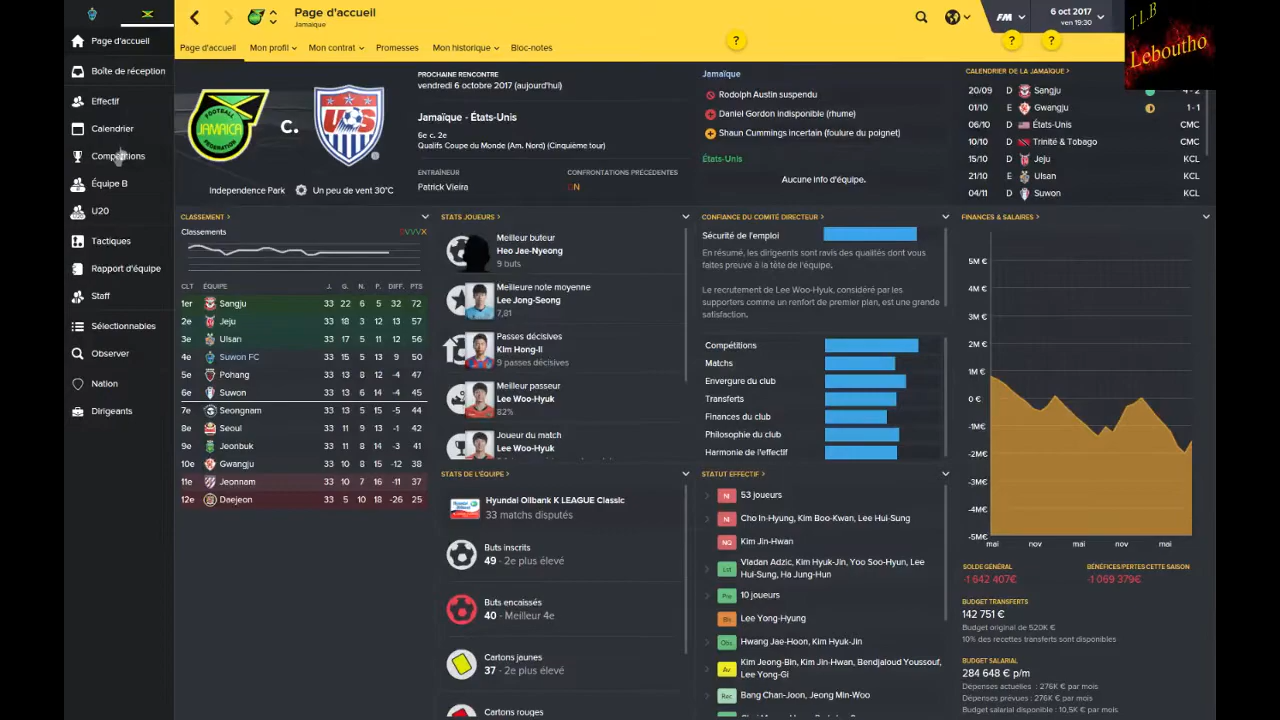 Page d'accueil
Jamaïque
FM
6 oct 2017
ven 19:30
T.L.B
Leboutho
Page d'accueil
Mon profil
Mon contrat
Promesses
Mon historique
Bloc-notes
?
?
?
Page d'accueil
Boîte de réception
Effectif
Calendrier
Compétitions
Équipe B
U20
Tactiques
Rapport d'équipe
Staff
Sélectionnables
Observer
Nation
Dirigeants
FOOTBALL
JAMAICA
FEDERATION
c.
US
Independence Park
Un peu de vent 30°C
PROCHAINE RENCONTRE
vendredi 6 octobre 2017 (aujourd'hui)
Jamaïque - États-Unis
6e c. 2e
Qualifs Coupe du Monde (Am. Nord) (Cinquième tour)
ENTRAÎNEUR
CONFRONTATIONS PRÉCÉDENTES
Patrick Vieira
DN
Jamaïque
Rodolph Austin suspendu
Daniel Gordon indisponible (rhume)
Shaun Cummings incertain (foulure du poignet)
États-Unis
Aucune info d'équipe.
CALENDRIER DE LA JAMAÏQUE >
20/09 D Sangju 4 - 2
01/10 E Gwangju 1-1
06/10 D États-Unis CMC
10/10 D Trinité & Tobago CMC
15/10 D Jeju KCL
21/10 E Ulsan KCL
04/11 D Suwon KCL
CLASSEMENT >
Classements
DVVVX
CLT ÉQUIPE J. G. N. P. DIFF. PTS
1er Sangju 33 22 6 5 32 72
2e Jeju 33 18 3 12 13 57
3e Ulsan 33 17 5 11 12 56
4e Suwon FC 33 15 5 13 9 50
5e Pohang 33 13 8 12 -4 47
6e Suwon 33 13 6 14 -4 45
7e Seongnam 33 13 5 15 -5 44
8e Seoul 33 11 9 13 -1 42
9e Jeonbuk 33 11 8 14 -3 41
10e Gwangju 33 10 8 15 -12 38
11e Jeonnam 33 10 7 16 -11 37
12e Daejeon 33 5 10 18 -26 25
STATS JOUEURS >
Meilleur buteur
Heo Jae-Nyeong
9 buts
Meilleure note moyenne
Lee Jong-Seong
7,81
Passes décisives
Kim Hong-Il
9 passes décisives
Meilleur passeur
Lee Woo-Hyuk
82%
Joueur du match
Lee Woo-Hyuk
STATS DE L'ÉQUIPE >
Hyundai Oilbank K LEAGUE Classic
33 matchs disputés
Buts inscrits
49 - 2e plus élevé
Buts encaissés
40 - Meilleur 4e
Cartons jaunes
37 - 2e plus élevé
Cartons rouges
CONFIANCE DU COMITÉ DIRECTEUR >
Sécurité de l'emploi
En résumé, les dirigeants sont ravis des qualités dont vous
faites preuve à la tête de l'équipe.
Le recrutement de Lee Woo-Hyuk, considéré par les
supporters comme un renfort de premier plan, est une grande
satisfaction.
Compétitions
Matchs
Envergure du club
Transferts
Finances du club
Philosophie du club
Harmonie de l'effectif
STATUT EFFECTIF >
NI 53 joueurs
NI Cho In-Hyung, Kim Boo-Kwan, Lee Hui-Sung
NQ Kim Jin-Hwan
Lst Vladan Adzic, Kim Hyuk-Jin, Yoo Soo-Hyun, Lee
Hui-Sung, Ha Jung-Hun
Prê 10 joueurs
Bls Lee Yong-Hyung
Obs Hwang Jae-Hoon, Kim Hyuk-Jin
Av Kim Jeong-Bin, Kim Jin-Hwan, Bendjaloud Youssouf,
Lee Yong-Gi
Rec Bang Chan-Joon, Jeong Min-Woo
FINANCES & SALAIRES >
5M €
4M €
3M €
2M €
1M €
0 €
-1M €
-2M €
-3M €
-4M €
-5M €
mai nov mai nov mai
SOLDE GÉNÉRAL
BÉNÉFICES/PERTES CETTE SAISON
-1 642 407€
-1 069 379€
BUDGET TRANSFERTS
142 751 €
Budget original de 520K €
10% des recettes transferts sont disponibles
BUDGET SALARIAL
284 648 € p/m
Dépenses actuelles : 276K € par mois
Dépenses prévues : 276K € par mois
Budget salarial disponible : 10,5K € par mois